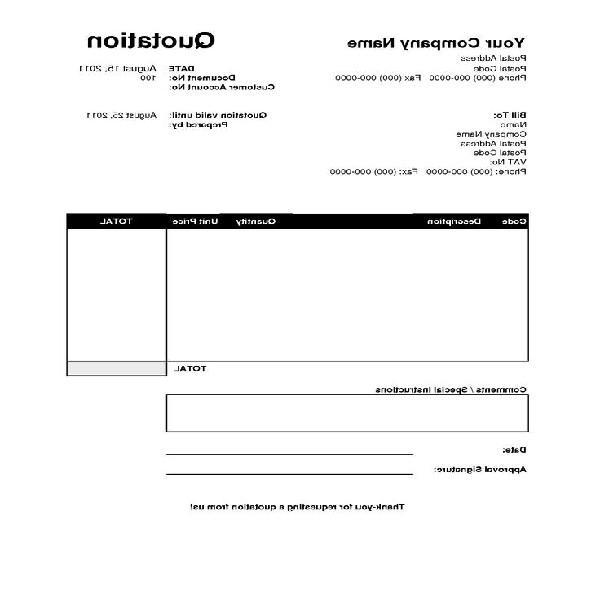 Your Company Name
Quotation
Postal Address
Postal Code
Phone (000) 000-0000 Fax (000) 000-0000
DATE August 15, 2011
Document No: 100
Customer Account No:
Bill To:
Name
Company Name
Postal Address
Postal Code
VAT No:
Phone: (000) 000-0000 Fax: (000) 000-0000
Quotation valid until: August 25, 2011
Prepared by:
Code Description Quantity Unit Price TOTAL
TOTAL
Comments / Special Instructions
Date:
Approval Signature:
Thank-you for requesting a quotation from us!